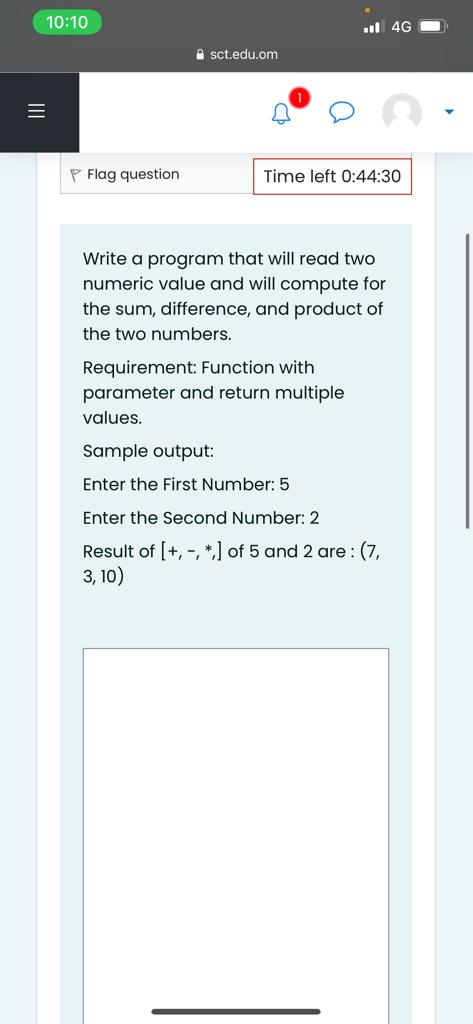 10:10
4G
sct.edu.om
1
Flag question
Time left 0:44:30
Write a program that will read two
numeric value and will compute for
the sum, difference, and product of
the two numbers.
Requirement: Function with
parameter and return multiple
values.
Sample output:
Enter the First Number: 5
Enter the Second Number: 2
Result of [+, -, *,] of 5 and 2 are : (7,
3, 10)